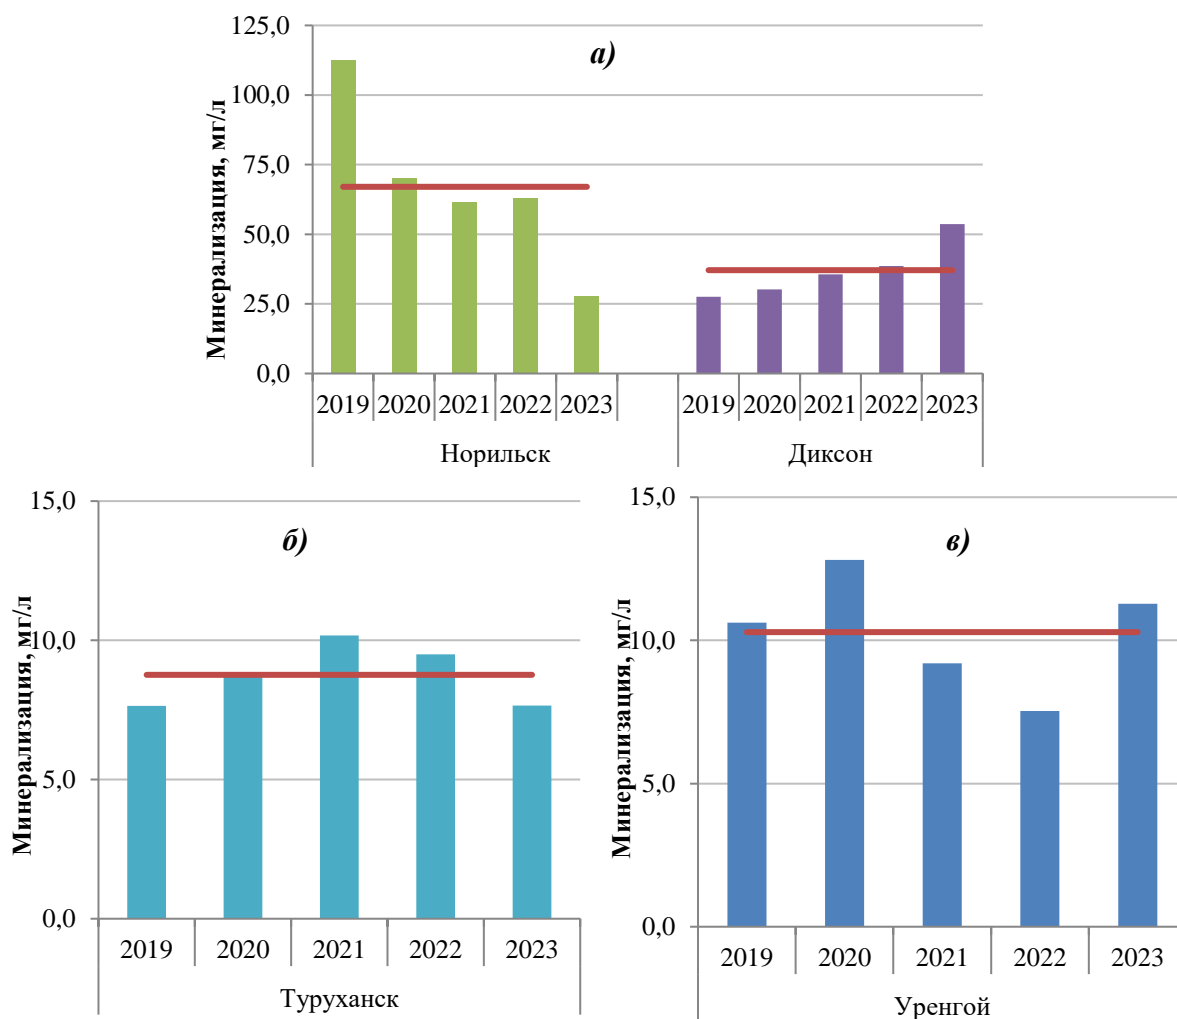 а)
Минерализация, мг/л
125,0
100,0
75,0
50,0
25,0
0,0
2019 2020 2021 2022 2023 2019 2020 2021 2022 2023
Норильск Диксон
б)
Минерализация, мг/л
15,0
10,0
5,0
0,0
2019 2020 2021 2022 2023
Туруханск
в)
Минерализация, мг/л
15,0
10,0
5,0
0,0
2019 2020 2021 2022 2023
Уренгой